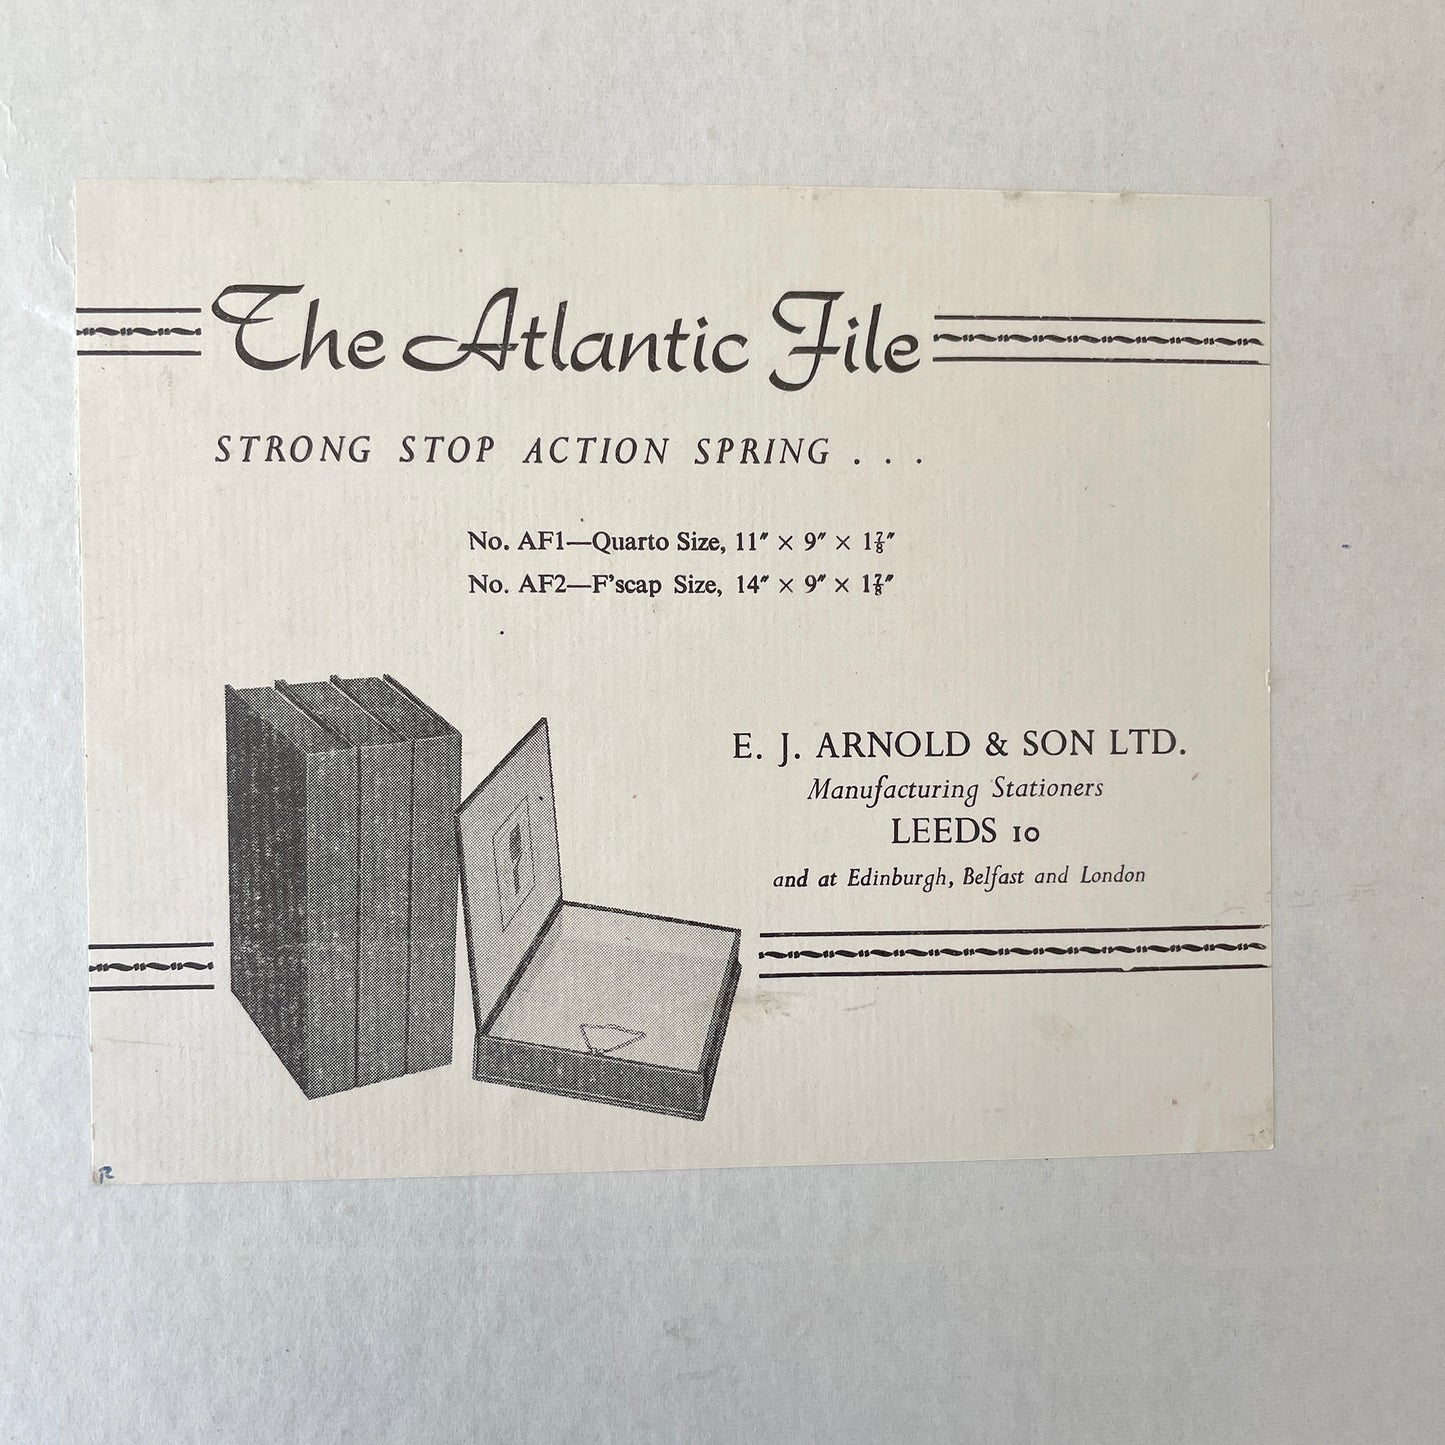 The Atlantic File
STRONG STOP ACTION SPRING . . .
No. AF1—Quarto Size, 11″ × 9″ × 1⅞″
No. AF2—F'scap Size, 14″ × 9″ × 1⅞″
E. J. ARNOLD & SON LTD.
Manufacturing Stationers
LEEDS 10
and at Edinburgh, Belfast and London
R